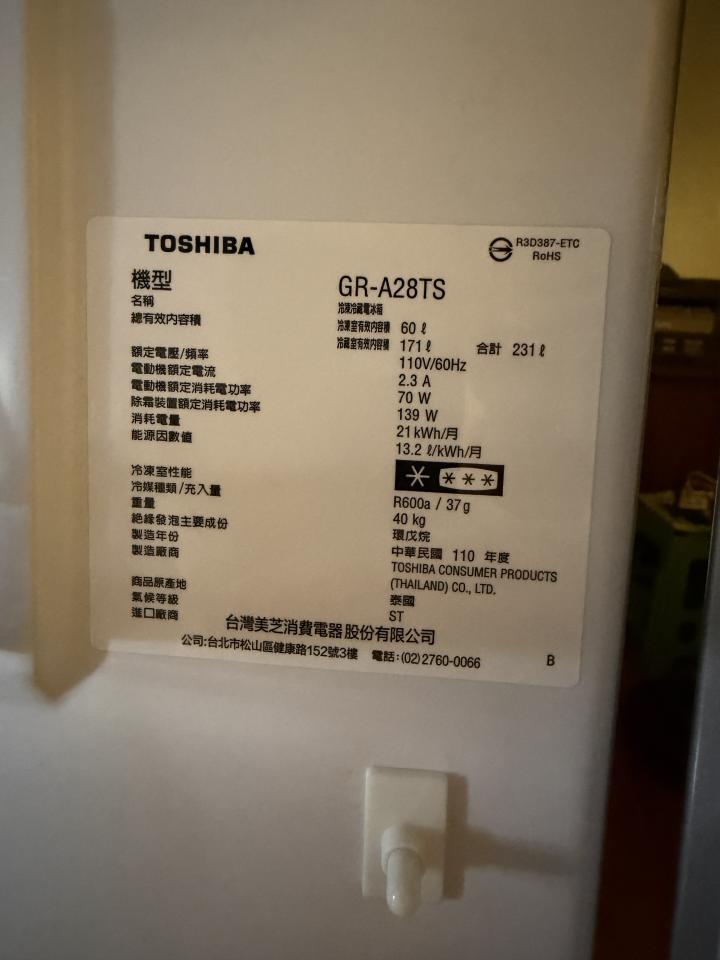 TOSHIBA
R3D387-ETC
RoHS
機型 GR-A28TS
名稱 冷凍冷藏電冰箱
總有效內容積 冷凍室有效內容積 60 ℓ
冷藏室有效內容積 171 ℓ 合計 231 ℓ
額定電壓/頻率 110V/60Hz
電動機額定電流 2.3 A
電動機額定消耗電功率 70 W
除霜裝置額定消耗電功率 139 W
消耗電量 21 kWh/月
能源因數值 13.2 ℓ/kWh/月
冷凍室性能 * ***
冷媒種類/充入量 R600a / 37g
重量 40 kg
絕緣發泡主要成份 環戊烷
製造年份 中華民國 110 年度
製造廠商 TOSHIBA CONSUMER PRODUCTS
(THAILAND) CO., LTD.
商品原產地 泰國
氣候等級 ST
進口廠商 台灣美芝消費電器股份有限公司
公司:台北市松山區健康路152號3樓 電話:(02)2760-0066 B